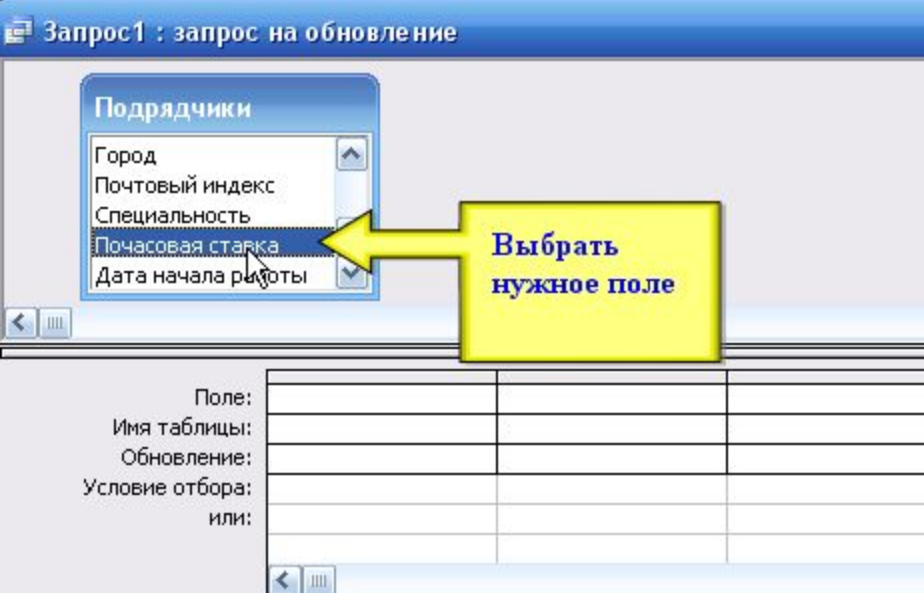 Запрос1 : запрос на обновление
Подрядчики
Город
Почтовый индекс
Специальность
Почасовая ставка
Дата начала работы
Выбрать
нужное поле
Поле:
Имя таблицы:
Обновление:
Условие отбора:
или: